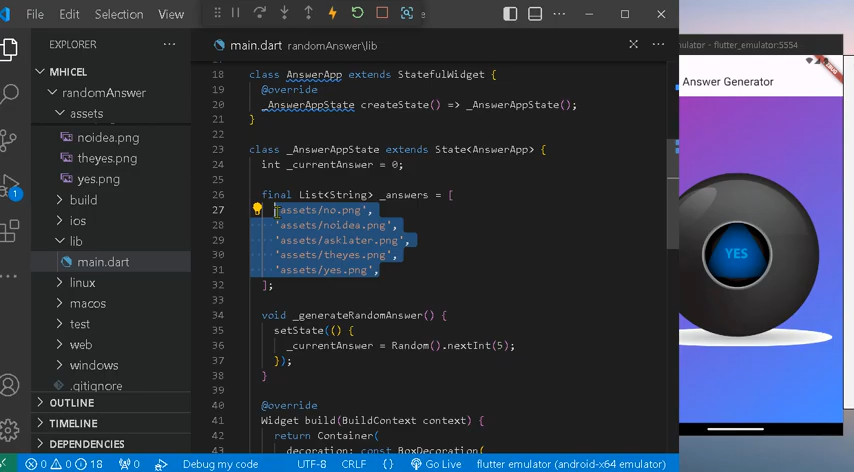 File Edit Selection View
EXPLORER
MHICEL
randomAnswer
assets
noidea.png
theyes.png
yes.png
build
ios
lib
main.dart
linux
macos
test
web
windows
.gitignore
OUTLINE
TIMELINE
DEPENDENCIES
1
main.dart randomAnswer\lib
18 class AnswerApp extends StatefulWidget {
19 @override
20 _AnswerAppState createState() => _AnswerAppState();
21 }
22
23 class _AnswerAppState extends State<AnswerApp> {
24 int _currentAnswer = 0;
25
26 final List<String> _answers = [
27 'assets/no.png',
28 'assets/noidea.png',
29 'assets/asklater.png',
30 'assets/theyes.png',
31 'assets/yes.png',
32 ];
33
34 void _generateRandomAnswer() {
35 setState(() {
36 _currentAnswer = Random().nextInt(5);
37 });
38 }
39
40 @override
41 Widget build(BuildContext context) {
42 return Container(
43 decoration: const BoxDecoration(
0 0 18 0 Debug my code UTF-8 CRLF {} Go Live flutter emulator (android-x64 emulator)
emulator - flutter_emulator:5554
Answer Generator
YES